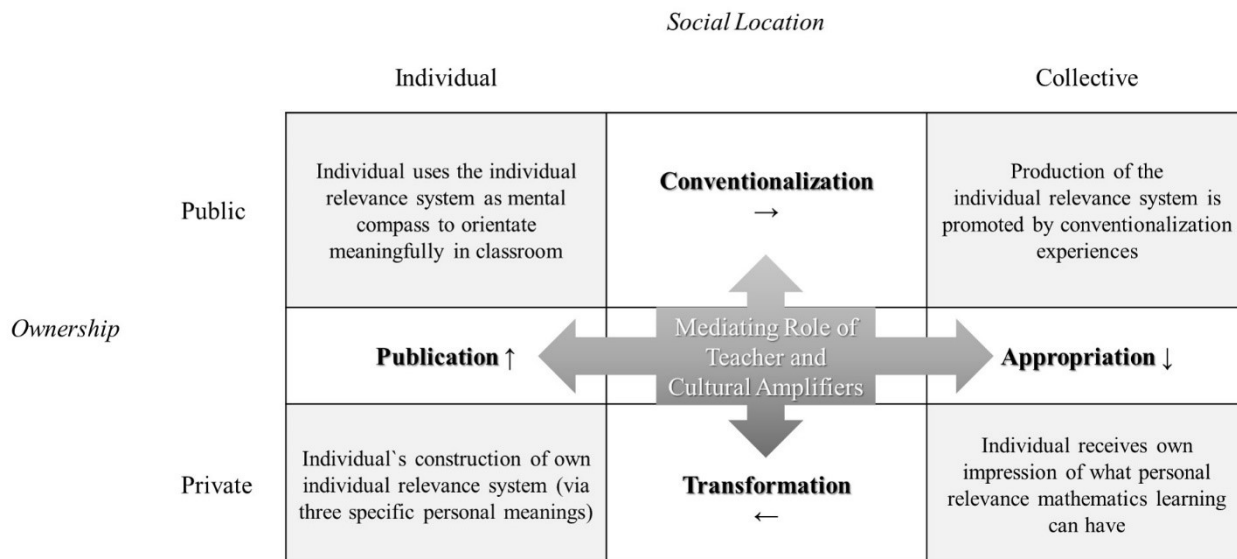 Social Location
Individual
Collective
Public
Individual uses the individual
relevance system as mental
compass to orientate
meaningfully in classroom
Conventionalization
→
Production of the
individual relevance system is
promoted by conventionalization
experiences
Ownership
Publication ↑
Mediating Role of
Teacher and
Cultural Amplifiers
Appropriation ↓
Private
Individual`s construction of own
individual relevance system (via
three specific personal meanings)
Transformation
←
Individual receives own
impression of what personal
relevance mathematics learning
can have